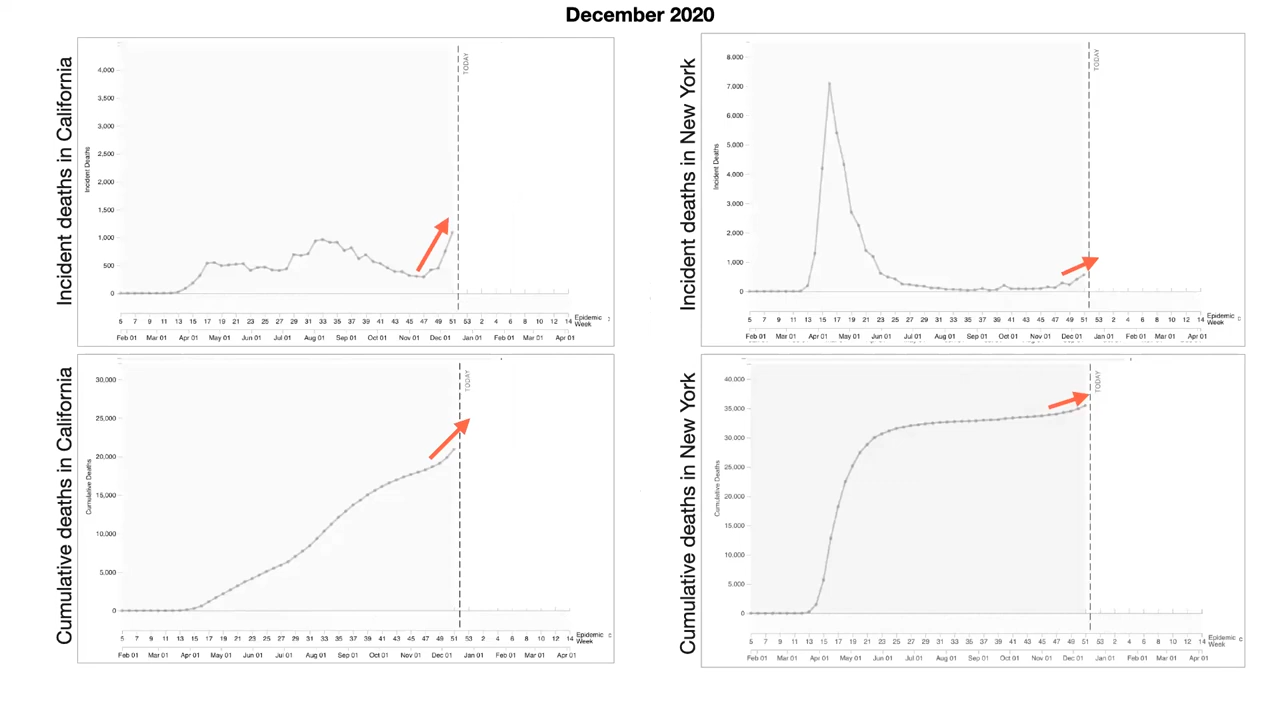 December 2020
Incident deaths in California
Incident Deaths
4,000
3,500
3,000
2,500
2,000
1,500
1,000
500
0
TODAY
5 7 9 11 13 15 17 19 21 23 25 27 29 31 33 35 37 39 41 43 45 47 49 51 53 2 4 6 8 10 12 14 Epidemic Week
Feb 01 Mar 01 Apr 01 May 01 Jun 01 Jul 01 Aug 01 Sep 01 Oct 01 Nov 01 Dec 01 Jan 01 Feb 01 Mar 01 Apr 01
Incident deaths in New York
Incident Deaths
8,000
7,000
6,000
5,000
4,000
3,000
2,000
1,000
0
TODAY
5 7 9 11 13 15 17 19 21 23 25 27 29 31 33 35 37 39 41 43 45 47 49 51 53 2 4 6 8 10 12 14 Epidemic Week
Feb 01 Mar 01 Apr 01 May 01 Jun 01 Jul 01 Aug 01 Sep 01 Oct 01 Nov 01 Dec 01 Jan 01 Feb 01 Mar 01 Apr 01
Cumulative deaths in California
Cumulative Deaths
30,000
25,000
20,000
15,000
10,000
5,000
0
TODAY
5 7 9 11 13 15 17 19 21 23 25 27 29 31 33 35 37 39 41 43 45 47 49 51 53 2 4 6 8 10 12 14 Epidemic Week
Feb 01 Mar 01 Apr 01 May 01 Jun 01 Jul 01 Aug 01 Sep 01 Oct 01 Nov 01 Dec 01 Jan 01 Feb 01 Mar 01 Apr 01
Cumulative deaths in New York
Cumulative Deaths
40,000
35,000
30,000
25,000
20,000
15,000
10,000
5,000
0
TODAY
5 7 9 11 13 15 17 19 21 23 25 27 29 31 33 35 37 39 41 43 45 47 49 51 53 2 4 6 8 10 12 14 Epidemic Week
Feb 01 Mar 01 Apr 01 May 01 Jun 01 Jul 01 Aug 01 Sep 01 Oct 01 Nov 01 Dec 01 Jan 01 Feb 01 Mar 01 Apr 01